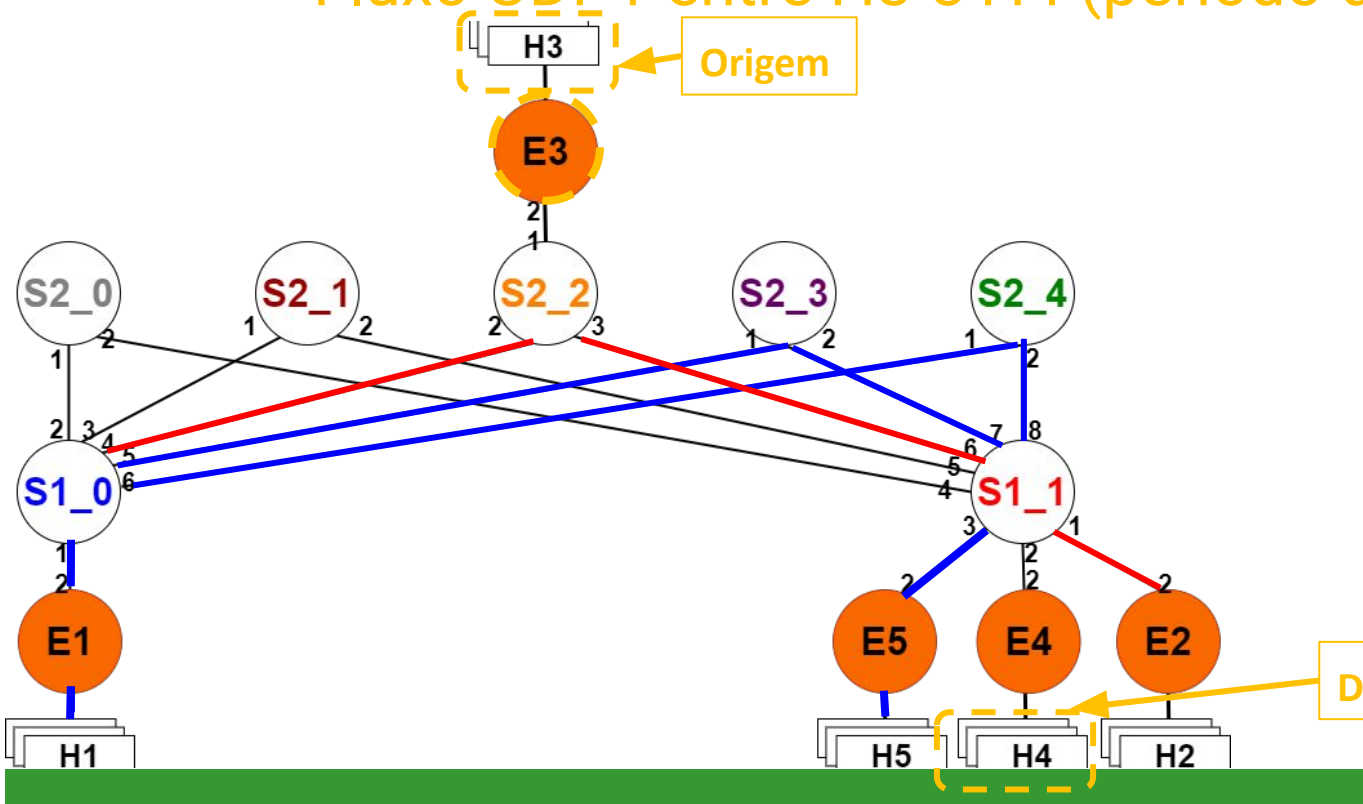 H3
Origem
E3
2
1
S2_0 S2_1 S2_2 S2_3 S2_4
1 2 1 2 2 3 1 2 1 2
2 3 4 5 6 4 5 6 7 8
S1_0 S1_1
1 3 2 1
2 2 2 2
E1 E5 E4 E2
H1 H5 H4 H2